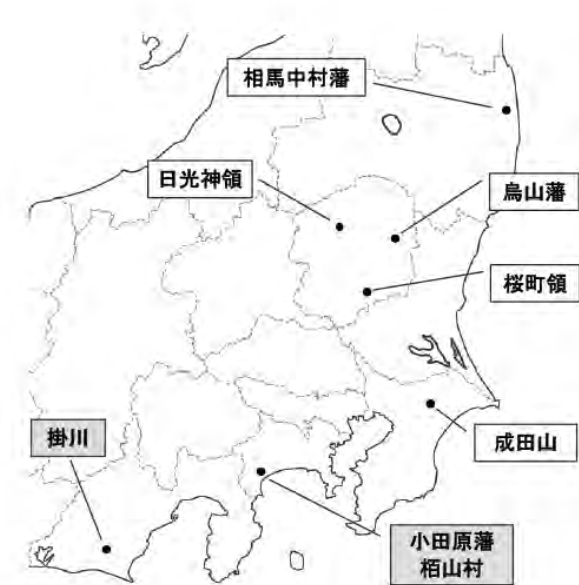 相馬中村藩
日光神領
烏山藩
桜町領
掛川
成田山
小田原藩
栢山村